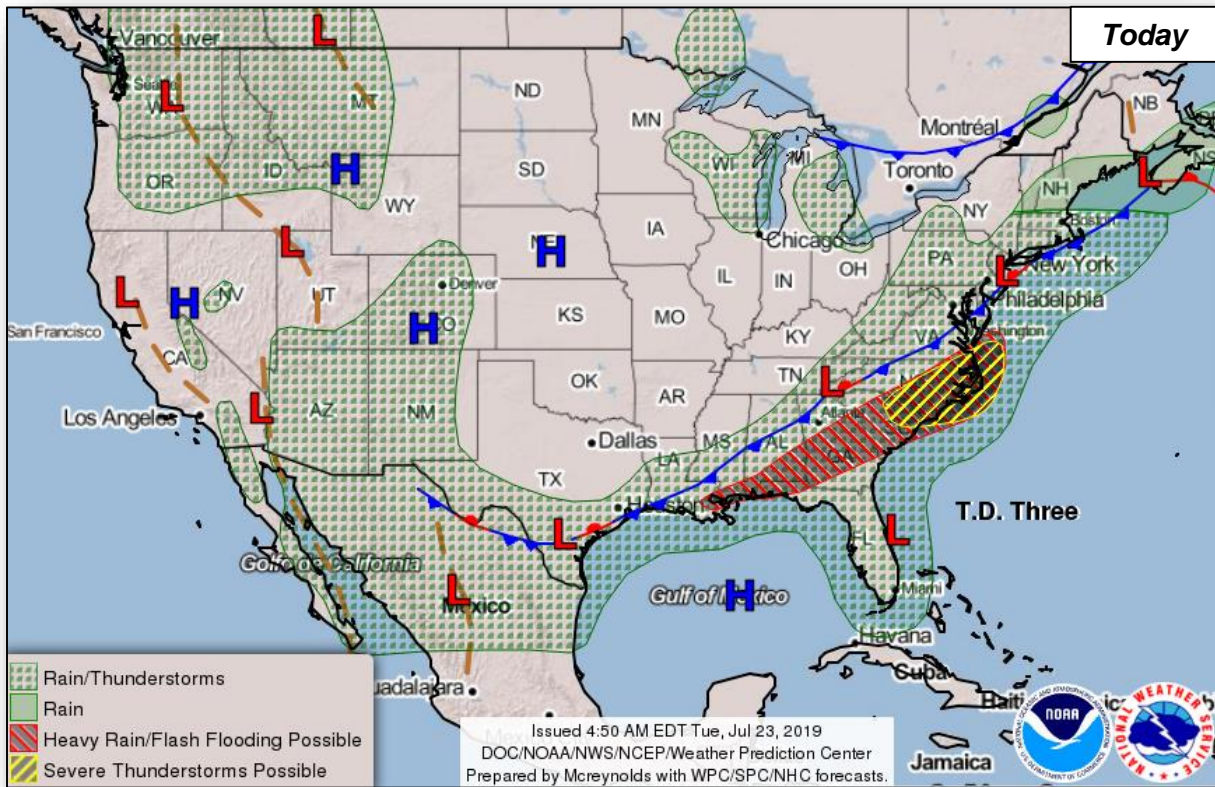 Today
Vancouver
L
L
Seattle
L
MT
ND
MN
NB
Montréal
H
OR
ID
WY
SD
WI
MI
Toronto
NH
L
NS
Boston
NY
H
NE
IA
Chicago
L
L
NV
H
UT
Denver
H
CO
IL
IN
OH
PA
L
New York
Philadelphia
San Francisco
CA
KS
MO
KY
VA
Washington
Los Angeles
L
AZ
NM
OK
AR
TN
L
Atlanta
Dallas
MS
AL
GA
TX
LA
Houston
L
T.D. Three
L
FL
Golfo de California
L
México
Gulf of Mexico
H
Miami
Havana
Cuba
Rain/Thunderstorms
Rain
Heavy Rain/Flash Flooding Possible
Severe Thunderstorms Possible
uadalajara
Issued 4:50 AM EDT Tue, Jul 23, 2019
DOC/NOAA/NWS/NCEP/Weather Prediction Center
Prepared by Mcreynolds with WPC/SPC/NHC forecasts.
NOAA
NATIONAL WEATHER SERVICE
Jamaica